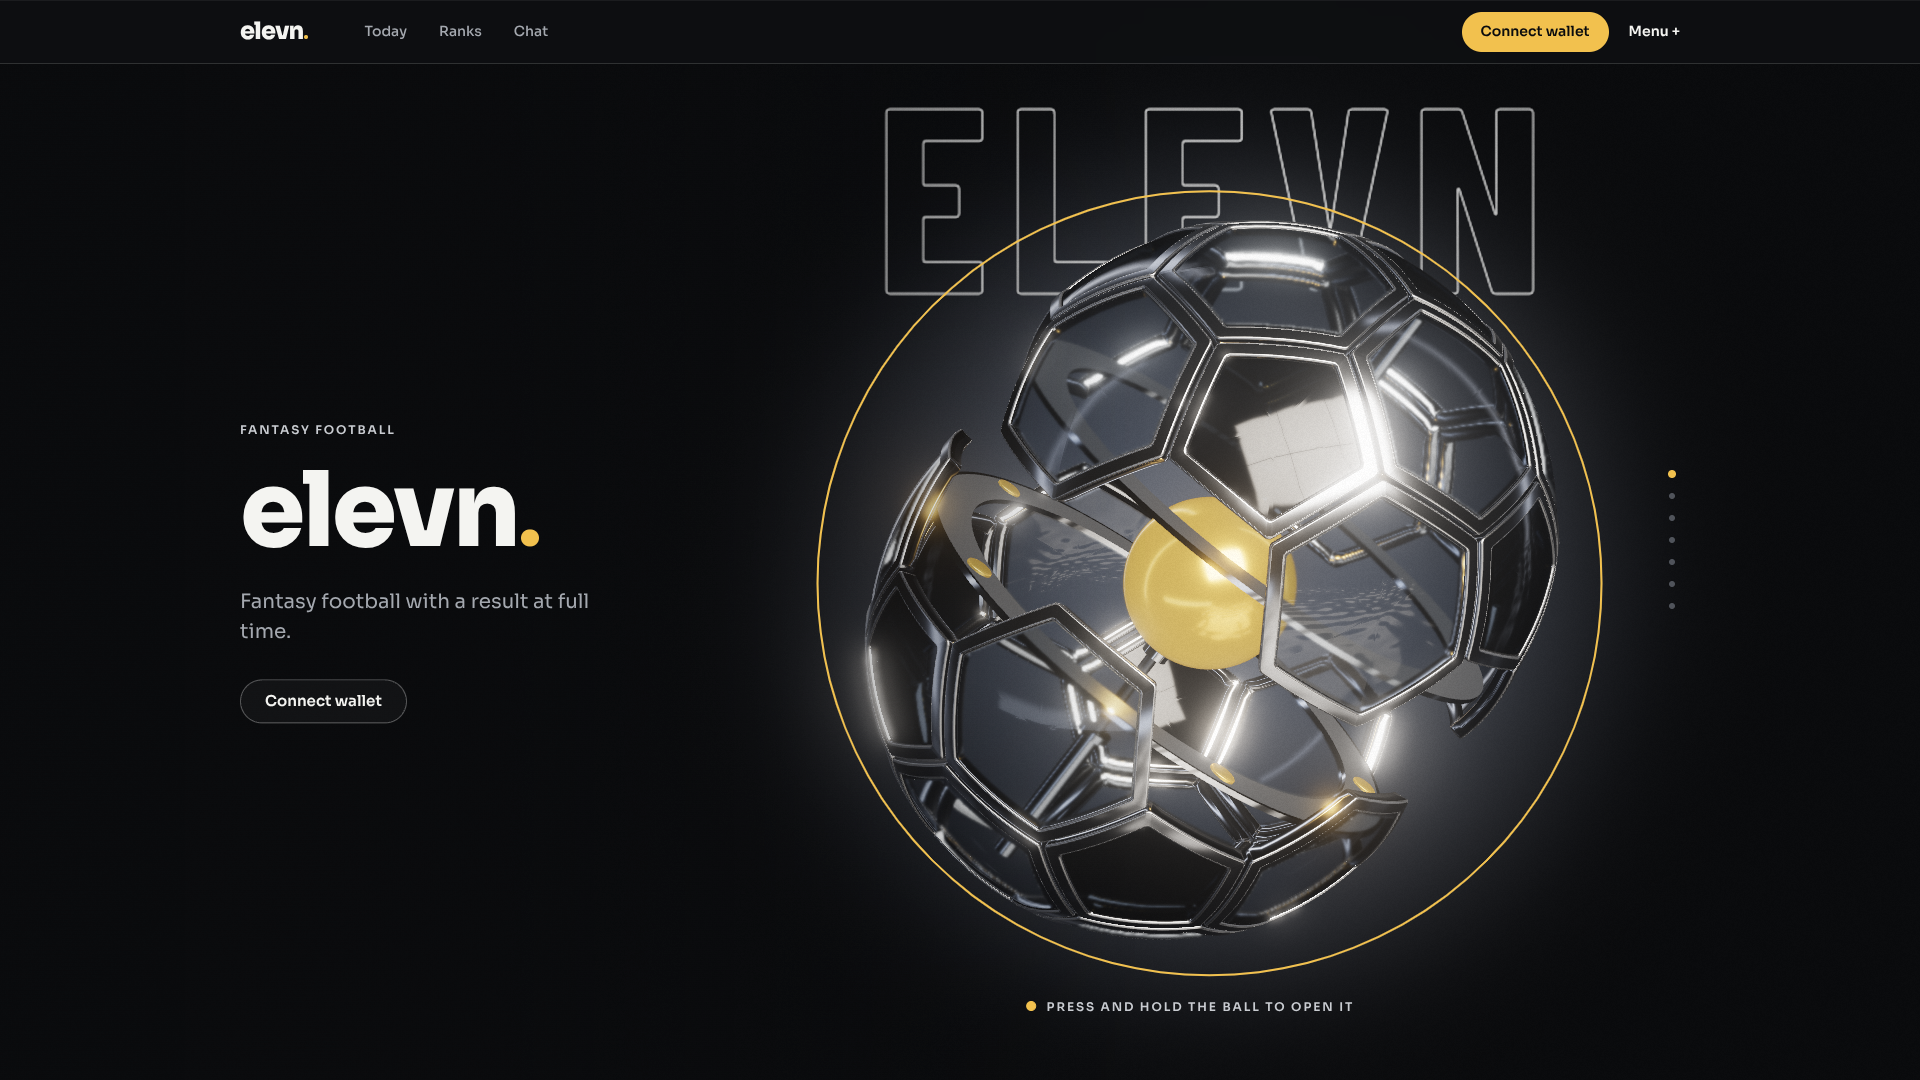 elevn.
Today
Ranks
Chat
Connect wallet
Menu +
ELEVN
FANTASY FOOTBALL
elevn.
Fantasy football with a result at full
time.
Connect wallet
PRESS AND HOLD THE BALL TO OPEN IT